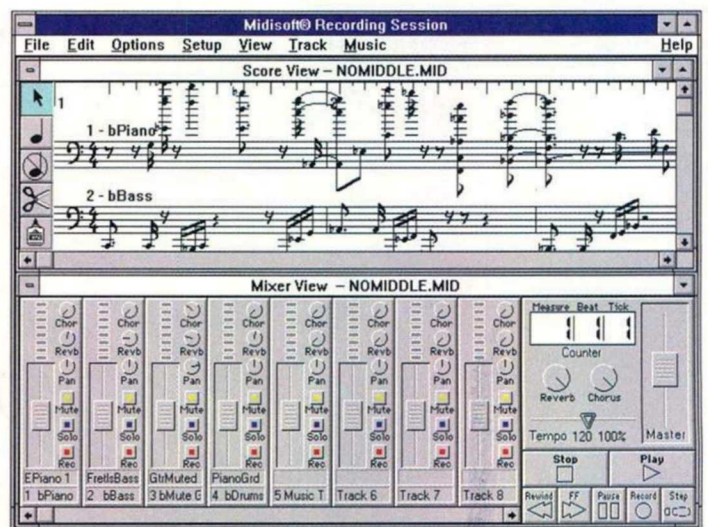 Midisoft® Recording Session
File Edit Options Setup View Track Music Help
Score View – NOMIDDLE.MID
1
1 - bPiano
2 - bBass
Mixer View – NOMIDDLE.MID
Chor Chor Chor Chor Chor Chor Chor Chor
Revb Revb Revb Revb Revb Revb Revb Revb
Pan Pan Pan Pan Pan Pan Pan Pan
Mute Mute Mute Mute Mute Mute Mute Mute
Solo Solo Solo Solo Solo Solo Solo Solo
Rec Rec Rec Rec Rec Rec Rec Rec
EPiano 1 FretlsBass GtrMuted PianoGrd
1 bPiano 2 bBass 3 bMute G 4 bDrums 5 Music T Track 6 Track 7 Track 8
Measure Beat Tick
1 1 1
Counter
Reverb Chorus
Tempo 120 100% Master
Stop Play
Rewind FF Pause Record Step